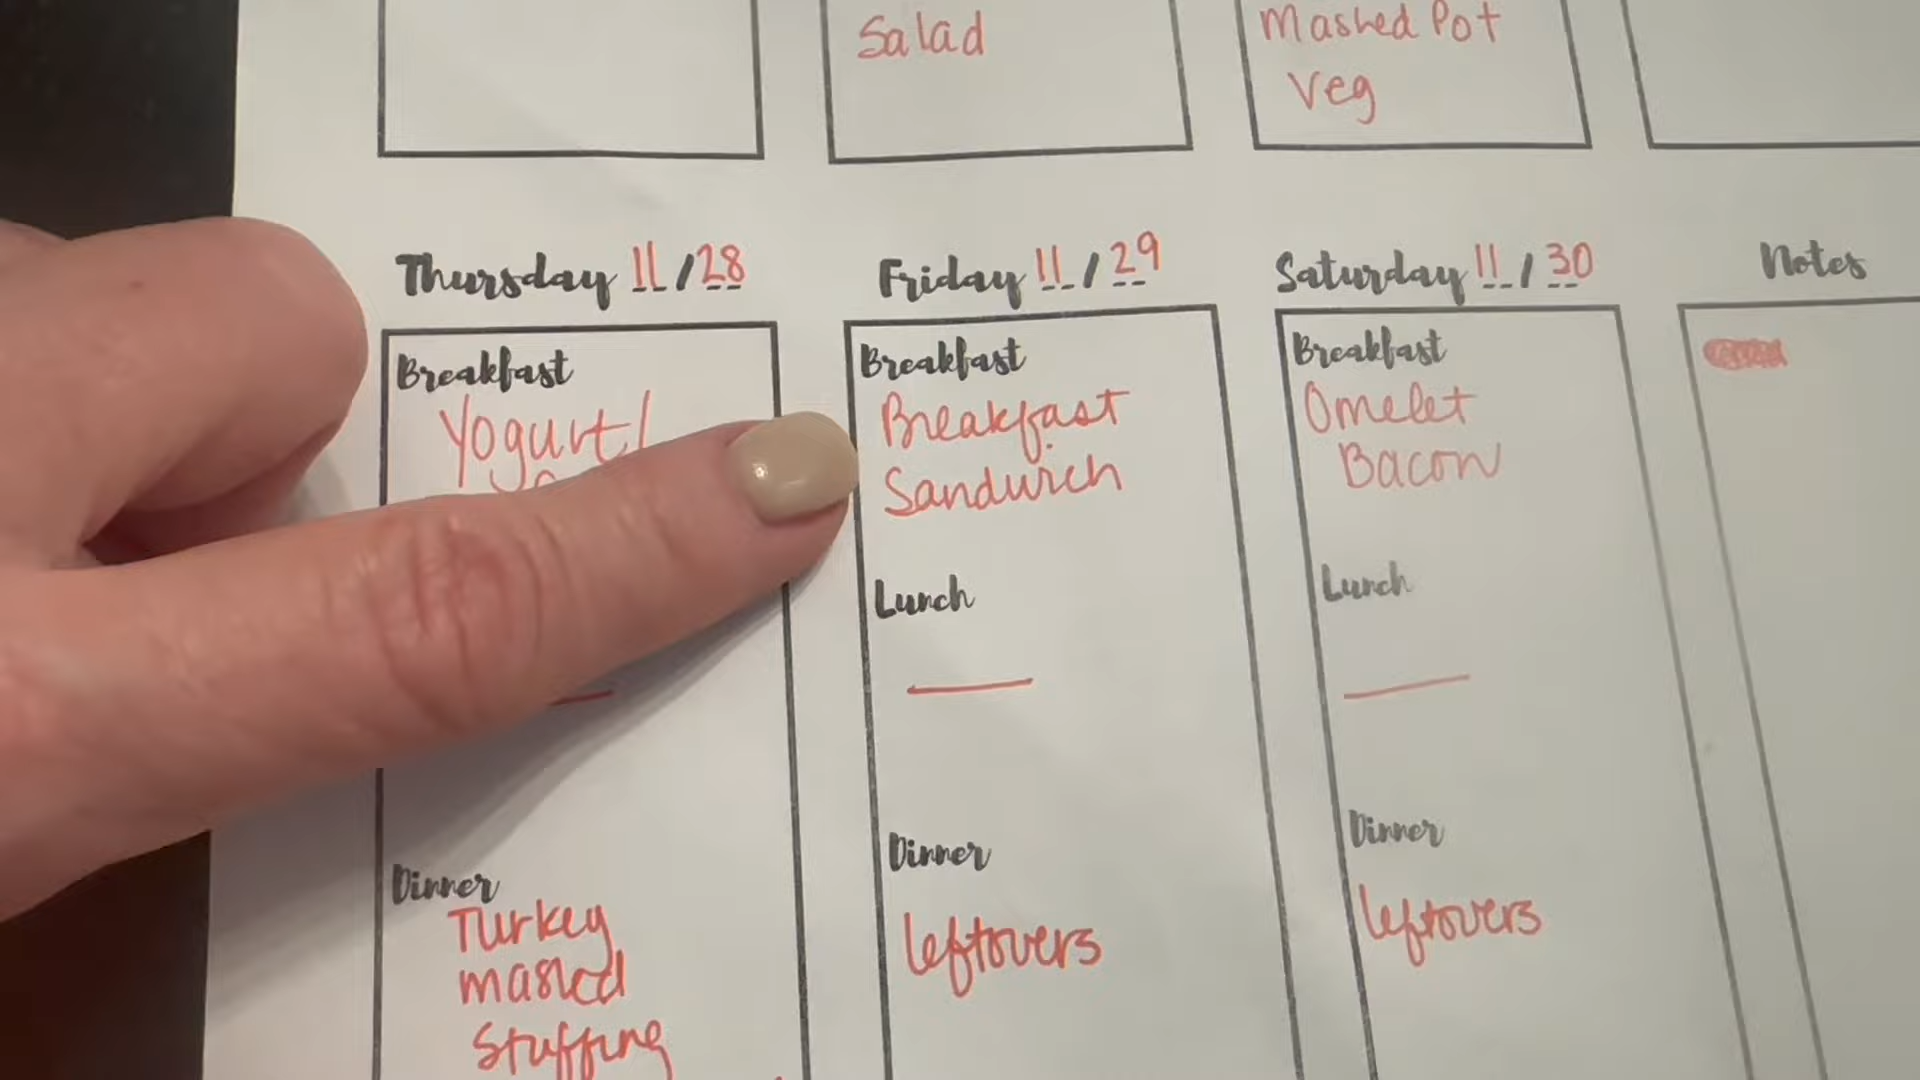 Salad
Mashed Pot
Veg
Thursday 11/28
Breakfast
Yogurt/
Dinner
Turkey
mashed
Stuffing
Friday 11/29
Breakfast
Breakfast
Sandwich
Lunch
Dinner
leftovers
Saturday 11/30
Breakfast
Omelet
Bacon
Lunch
Dinner
leftovers
Notes